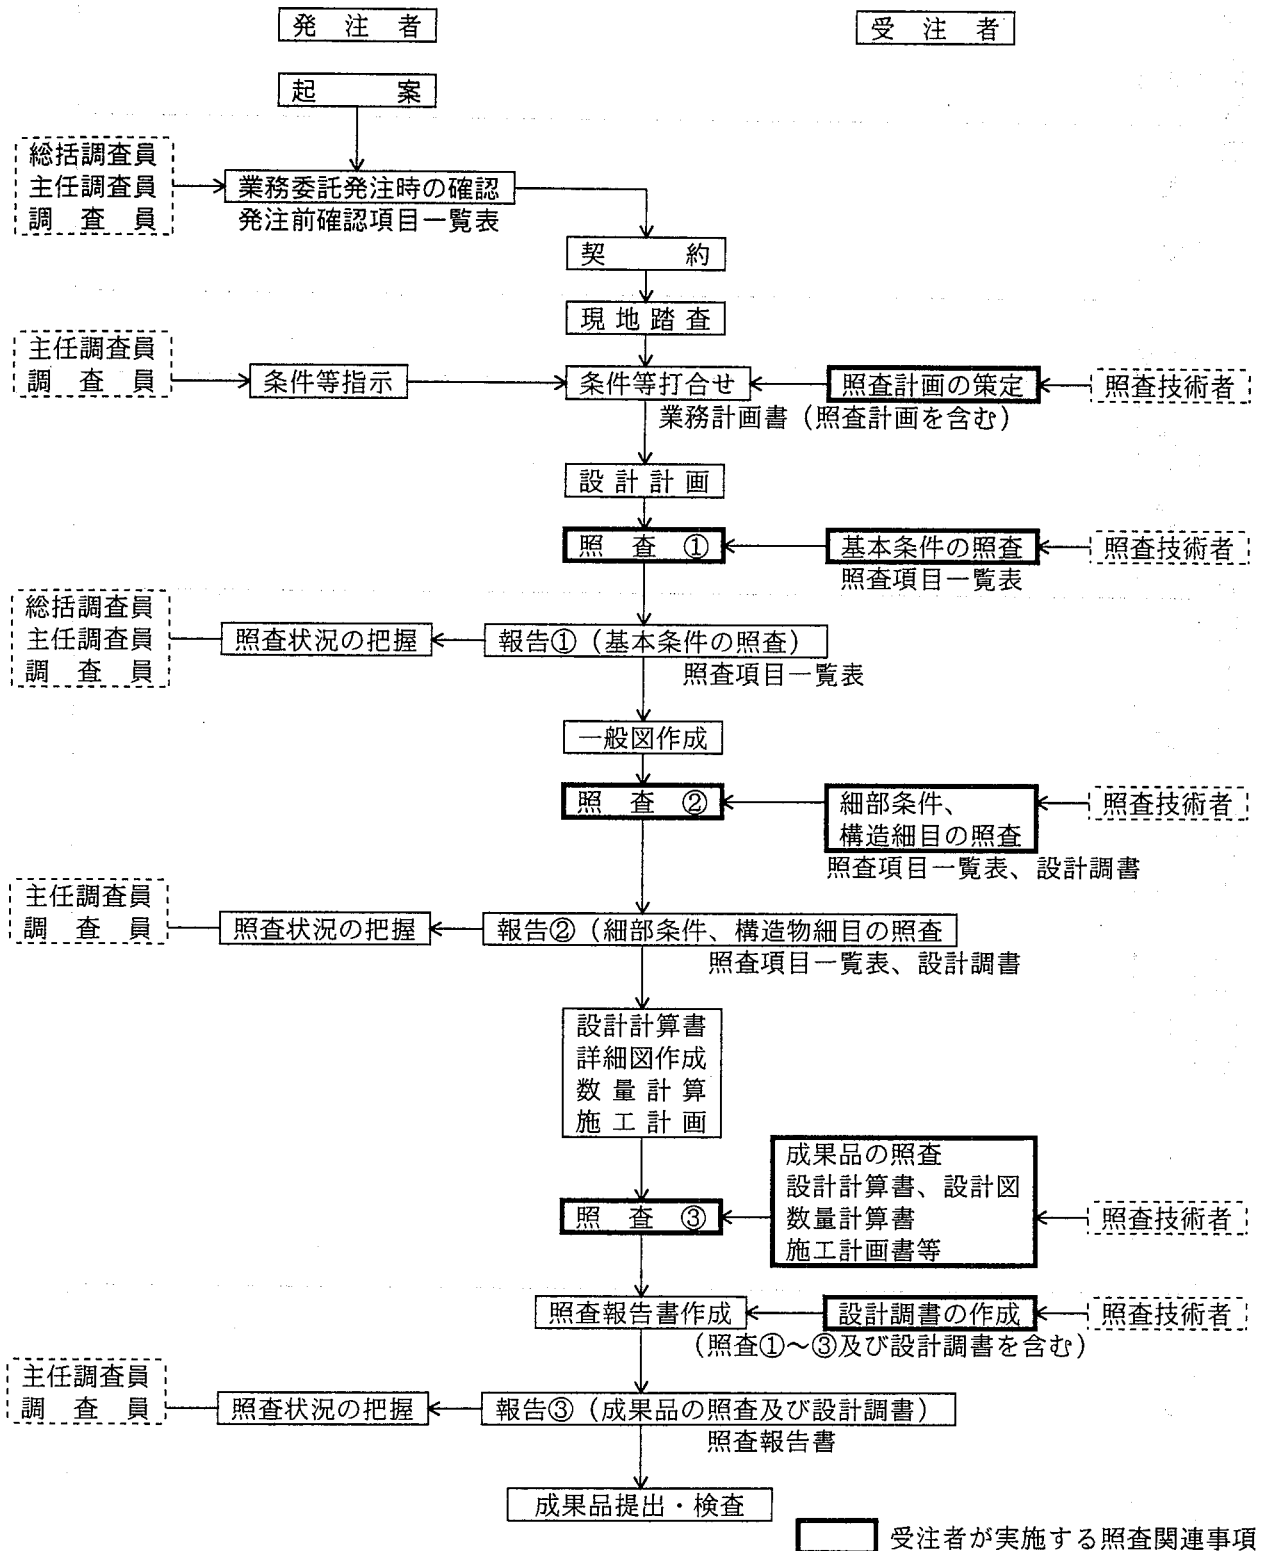 発注者
受注者
起案
総括調査員
主任調査員
調査員
業務委託発注時の確認
発注前確認項目一覧表
契約
現地踏査
主任調査員
調査員
条件等指示
条件等打合せ
照査計画の策定
照査技術者
業務計画書（照査計画を含む）
設計計画
照査①
基本条件の照査
照査技術者
照査項目一覧表
総括調査員
主任調査員
調査員
照査状況の把握
報告①（基本条件の照査）
照査項目一覧表
一般図作成
照査②
細部条件、
構造細目の照査
照査技術者
照査項目一覧表、設計調書
主任調査員
調査員
照査状況の把握
報告②（細部条件、構造物細目の照査
照査項目一覧表、設計調書
設計計算書
詳細図作成
数量計算
施工計画
照査③
成果品の照査
設計計算書、設計図
数量計算書
施工計画書等
照査技術者
照査報告書作成
設計調書の作成
照査技術者
（照査①～③及び設計調書を含む）
主任調査員
調査員
照査状況の把握
報告③（成果品の照査及び設計調書）
照査報告書
成果品提出・検査
受注者が実施する照査関連事項